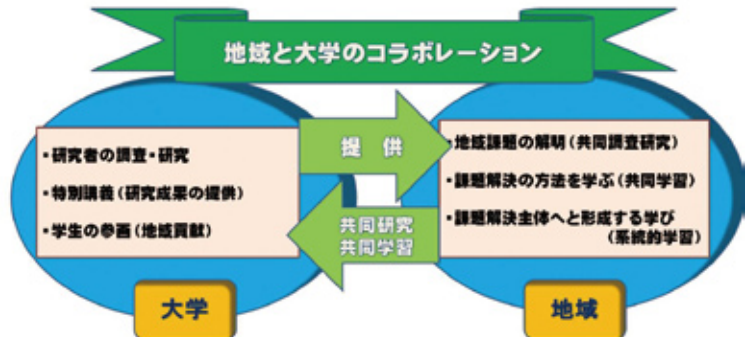 地域と大学のコラボレーション
・研究者の調査・研究
・特別講義(研究成果の提供)
・学生の参画(地域貢献)
大学
提 供
共同研究
共同学習
・地域課題の解明(共同調査研究)
・課題解決の方法を学ぶ(共同学習)
・課題解決主体へと形成する学び
(系統的学習)
地域